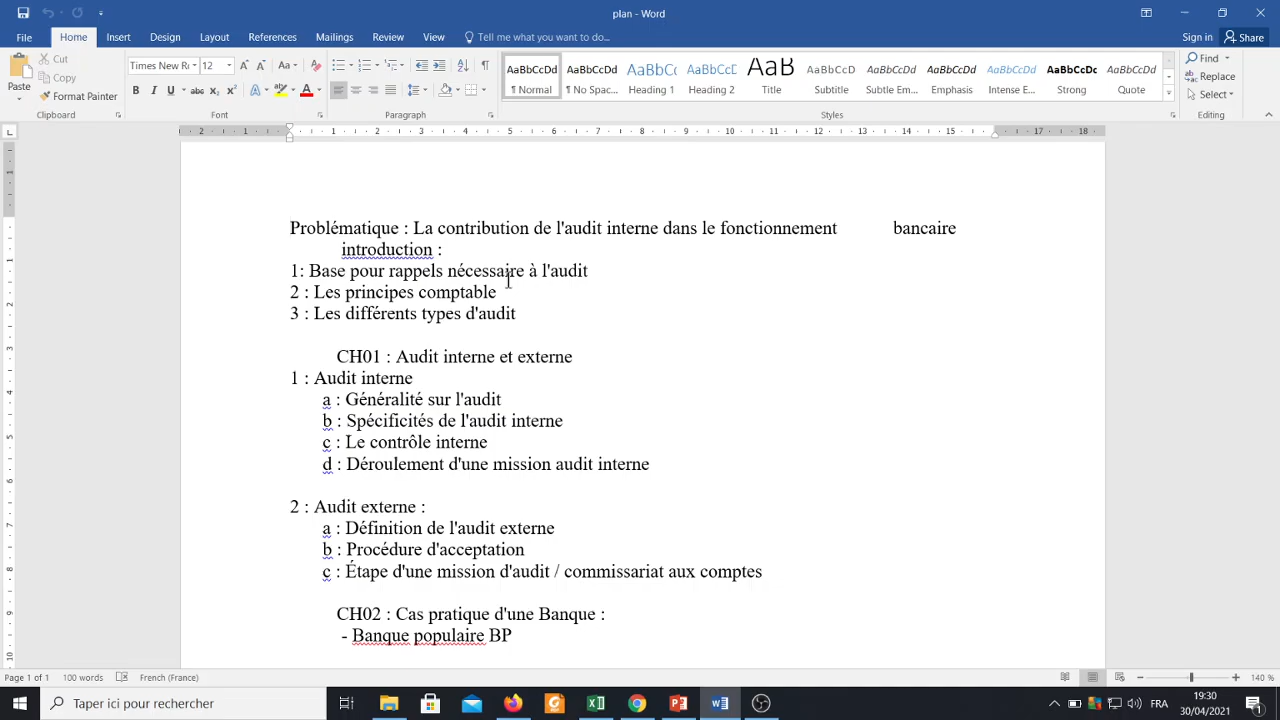 plan - Word
File Home Insert Design Layout References Mailings Review View Tell me what you want to do... Sign in Share
Paste Cut Copy Format Painter
Times New Ro 12
AaBbCcDd AaBbCcDd AaBbCc AaBbCcD AaB AaBbCcD AaBbCcDd AaBbCcDd AaBbCcDd AaBbCcDc AaBbCcDd
¶ Normal ¶ No Spac... Heading 1 Heading 2 Title Subtitle Subtle Em... Emphasis Intense E... Strong Quote
Find Replace Select
Clipboard Font Paragraph Styles Editing
Problématique : La contribution de l'audit interne dans le fonctionnement bancaire
introduction :
1: Base pour rappels nécessaire à l'audit
2 : Les principes comptable
3 : Les différents types d'audit
CH01 : Audit interne et externe
1 : Audit interne
a : Généralité sur l'audit
b : Spécificités de l'audit interne
c : Le contrôle interne
d : Déroulement d'une mission audit interne
2 : Audit externe :
a : Définition de l'audit externe
b : Procédure d'acceptation
c : Étape d'une mission d'audit / commissariat aux comptes
CH02 : Cas pratique d'une Banque :
- Banque populaire BP
Page 1 of 1 100 words French (France) 140 %
Taper ici pour rechercher FRA 19:30
30/04/2021